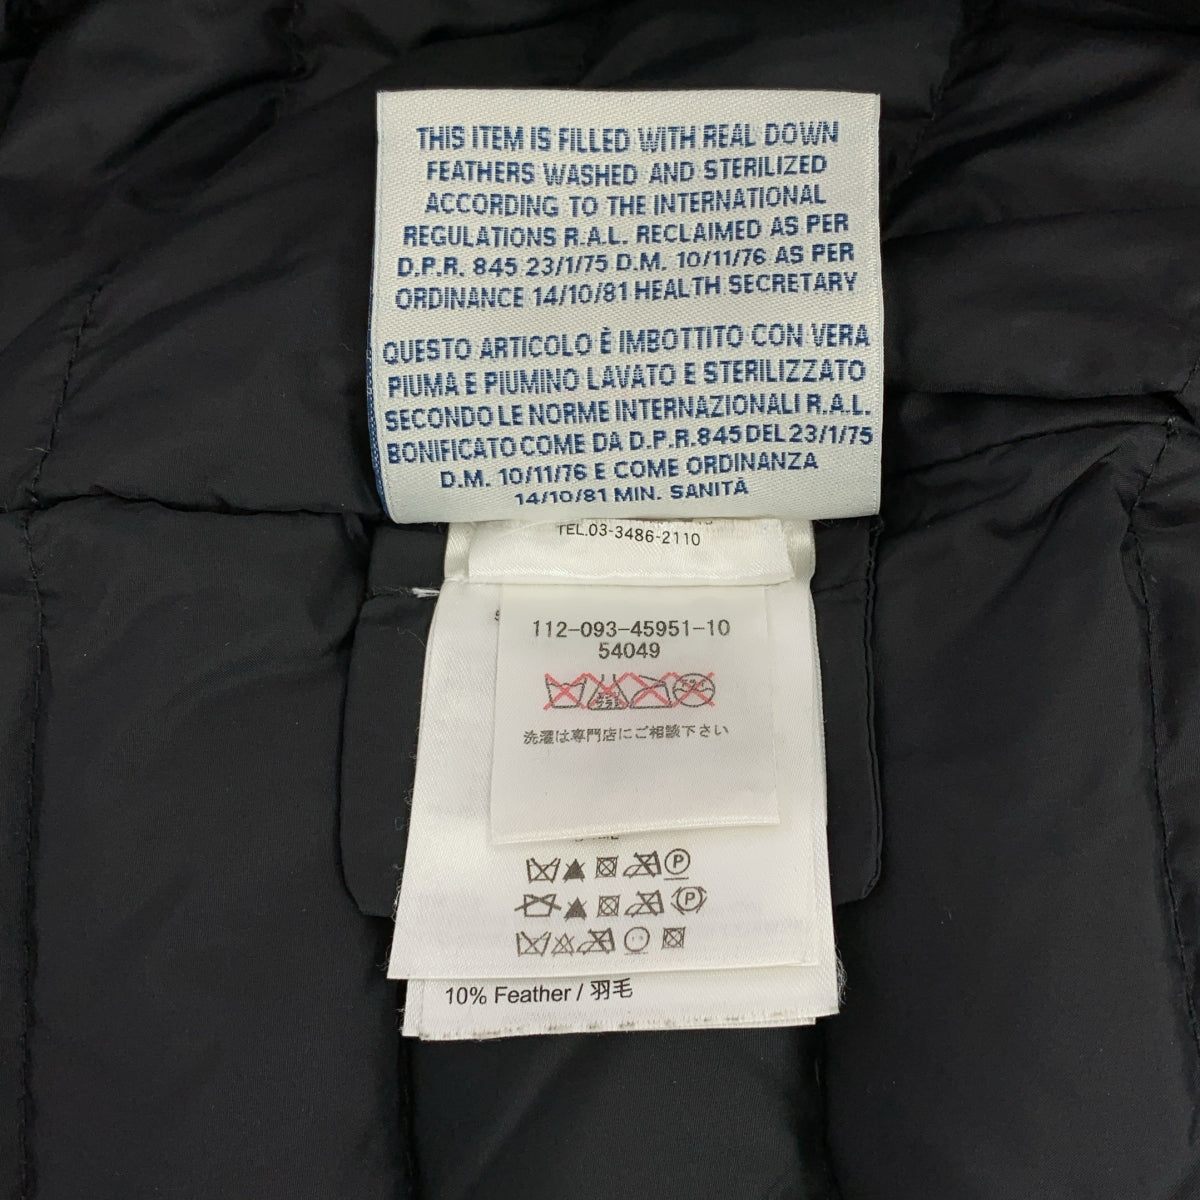 THIS ITEM IS FILLED WITH REAL DOWN
FEATHERS WASHED AND STERILIZED
ACCORDING TO THE INTERNATIONAL
REGULATIONS R.A.L. RECLAIMED AS PER
D.P.R. 845 23/1/75 D.M. 10/11/76 AS PER
ORDINANCE 14/10/81 HEALTH SECRETARY
QUESTO ARTICOLO È IMBOTTITO CON VERA
PIUMA E PIUMINO LAVATO E STERILIZZATO
SECONDO LE NORME INTERNAZIONALI R.A.L.
BONIFICATO COME DA D.P.R. 845 DEL 23/1/75
D.M. 10/11/76 E COME ORDINANZA
14/10/81 MIN. SANITÀ
TEL.03-3486-2110
112-093-45951-10
54049
洗濯は専門店にご相談下さい
P
P
10% Feather / 羽毛